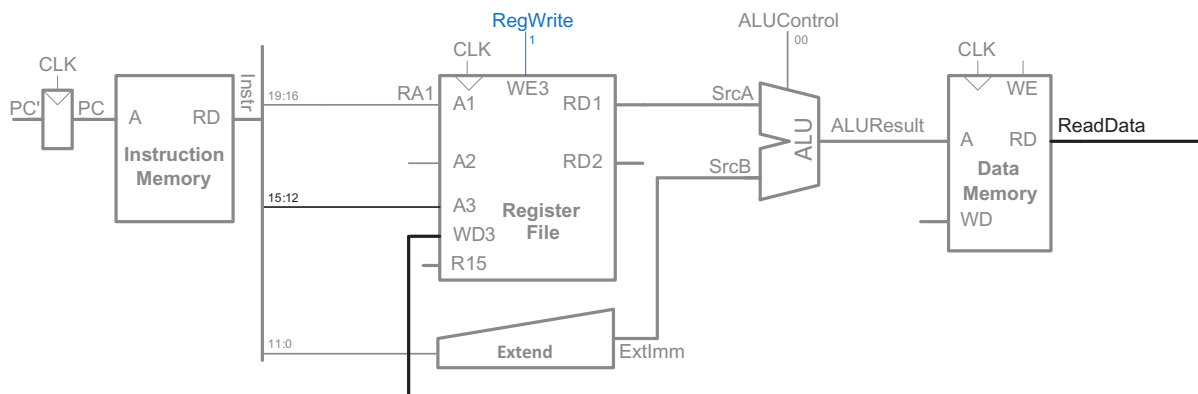 RegWrite
1
ALUControl
00
CLK
PC'
PC
A
RD
Instruction
Memory
Instr
19:16
15:12
11:0
RA1
CLK
WE3
A1
RD1
A2
RD2
A3
WD3
R15
Register
File
Extend
ExtImm
SrcA
SrcB
ALU
ALUResult
CLK
WE
A
RD
Data
Memory
WD
ReadData